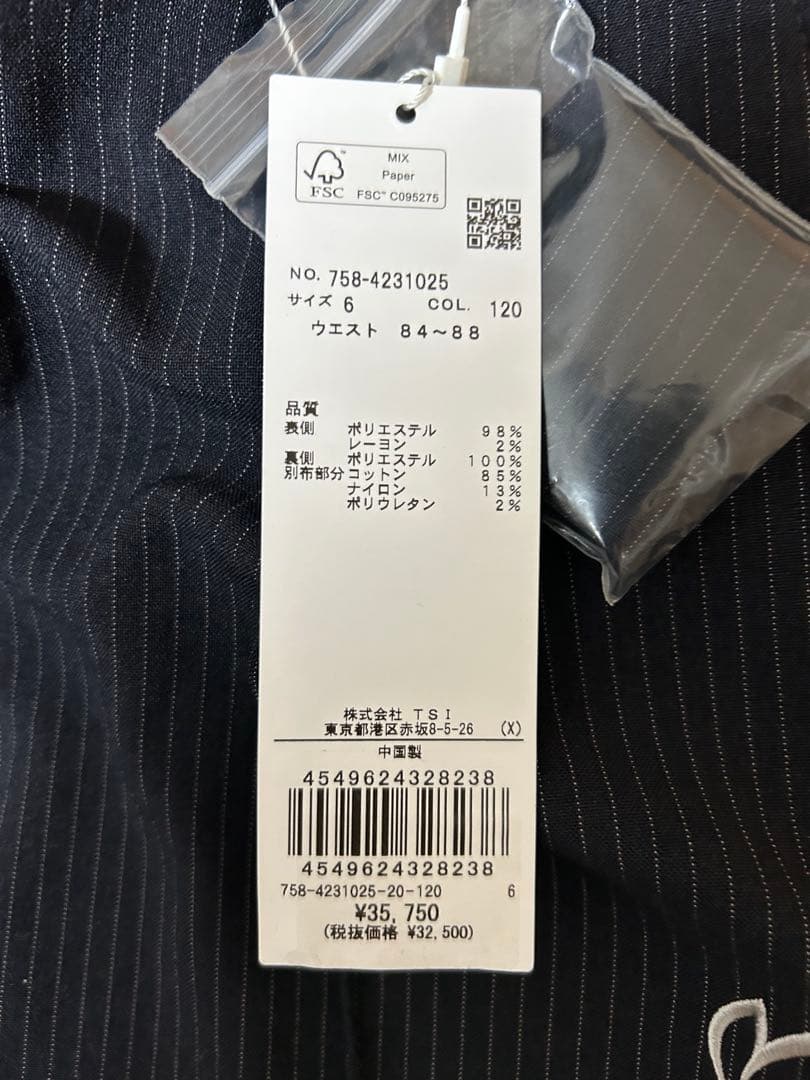 MIX
Paper
FSC™ C095275
FSC
NO. 758-4231025
サイズ 6 COL. 120
ウエスト 84~88
品質
表側 ポリエステル 98%
レーヨン 2%
裏側 ポリエステル 100%
別布部分 コットン 85%
ナイロン 13%
ポリウレタン 2%
株式会社 TSI
東京都港区赤坂8-5-26 (X)
中国製
4549624328238
4549624328238
758-4231025-20-120 6
¥35,750
(税抜価格 ¥32,500)